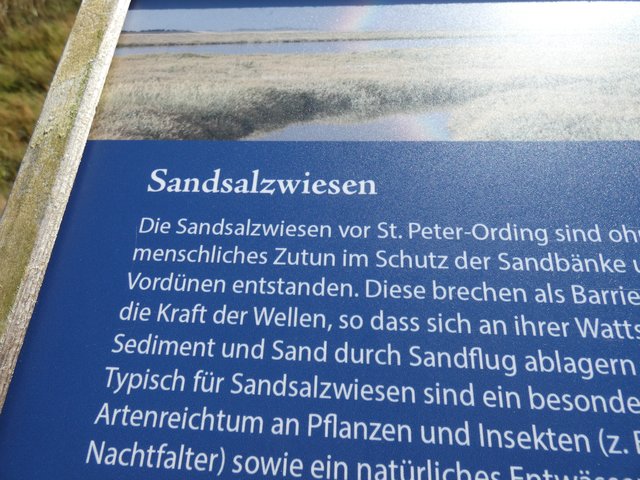 Sandsalzwiesen
Die Sandsalzwiesen vor St. Peter-Ording sind
menschliches Zutun im Schutz der Sandbänke
Vordünen entstanden. Diese brechen als Barrie
die Kraft der Wellen, so dass sich an ihrer Watts
Sediment und Sand durch Sandflug ablagern
Typisch für Sandsalzwiesen sind ein besonde
Artenreichtum an Pflanzen und Insekten (z.
Nachtfalter) sowie ein natürliches